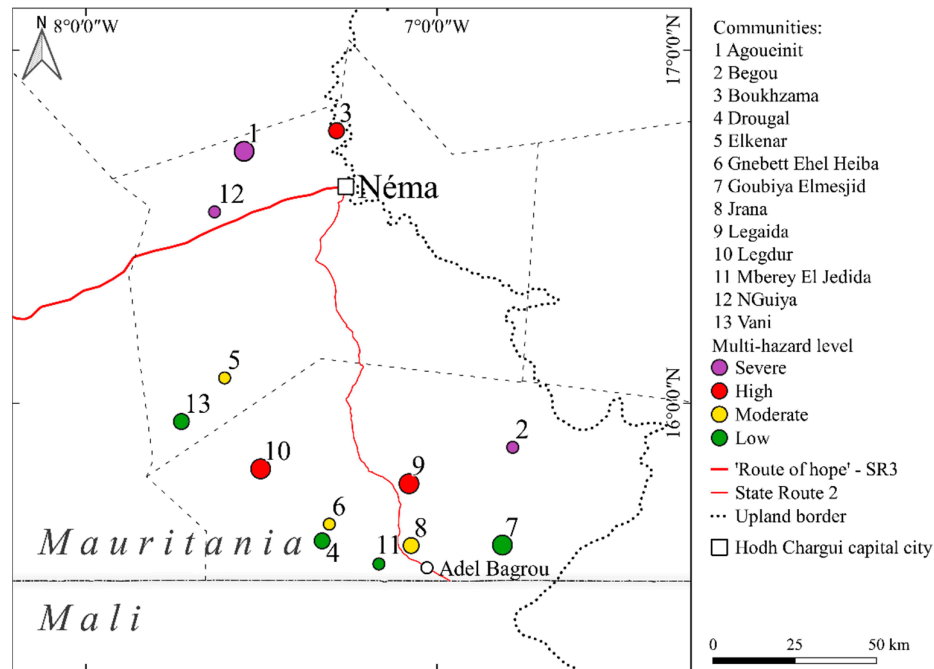 N
8°0'0"W
7°0'0"W
17°0'0"N
16°0'0"N
1
3
12
Néma
5
13
2
10
9
6
4
11
8
7
Adel Bagrou
Mauritania
Mali
Communities:
1 Agoueinit
2 Begou
3 Boukhzama
4 Drougal
5 Elkenar
6 Gnebett Ehel Heiba
7 Goubiya Elmesjid
8 Jrana
9 Legaida
10 Legdur
11 Mberey El Jedida
12 NGuiya
13 Vani
Multi-hazard level
Severe
High
Moderate
Low
'Route of hope' - SR3
State Route 2
Upland border
Hodh Chargui capital city
0 25 50 km